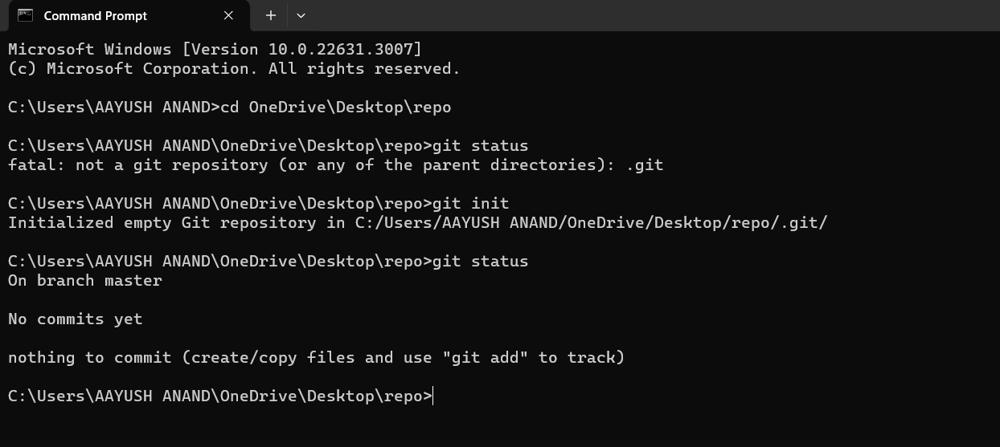 Command Prompt
Microsoft Windows [Version 10.0.22631.3007]
(c) Microsoft Corporation. All rights reserved.
C:\Users\AAYUSH ANAND>cd OneDrive\Desktop\repo
C:\Users\AAYUSH ANAND\OneDrive\Desktop\repo>git status
fatal: not a git repository (or any of the parent directories): .git
C:\Users\AAYUSH ANAND\OneDrive\Desktop\repo>git init
Initialized empty Git repository in C:/Users/AAYUSH ANAND/OneDrive/Desktop/repo/.git/
C:\Users\AAYUSH ANAND\OneDrive\Desktop\repo>git status
On branch master
No commits yet
nothing to commit (create/copy files and use "git add" to track)
C:\Users\AAYUSH ANAND\OneDrive\Desktop\repo>